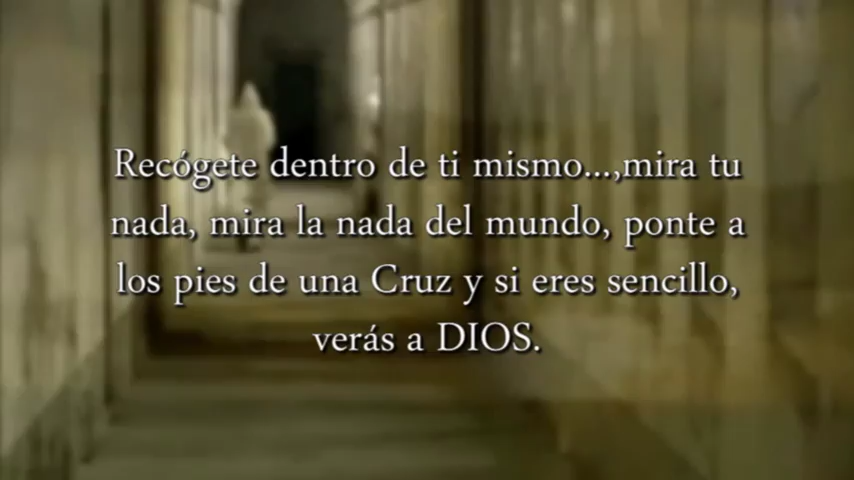 Recógete dentro de ti mismo...,mira tu
nada, mira la nada del mundo, ponte a
los pies de una Cruz y si eres sencillo,
verás a DIOS.